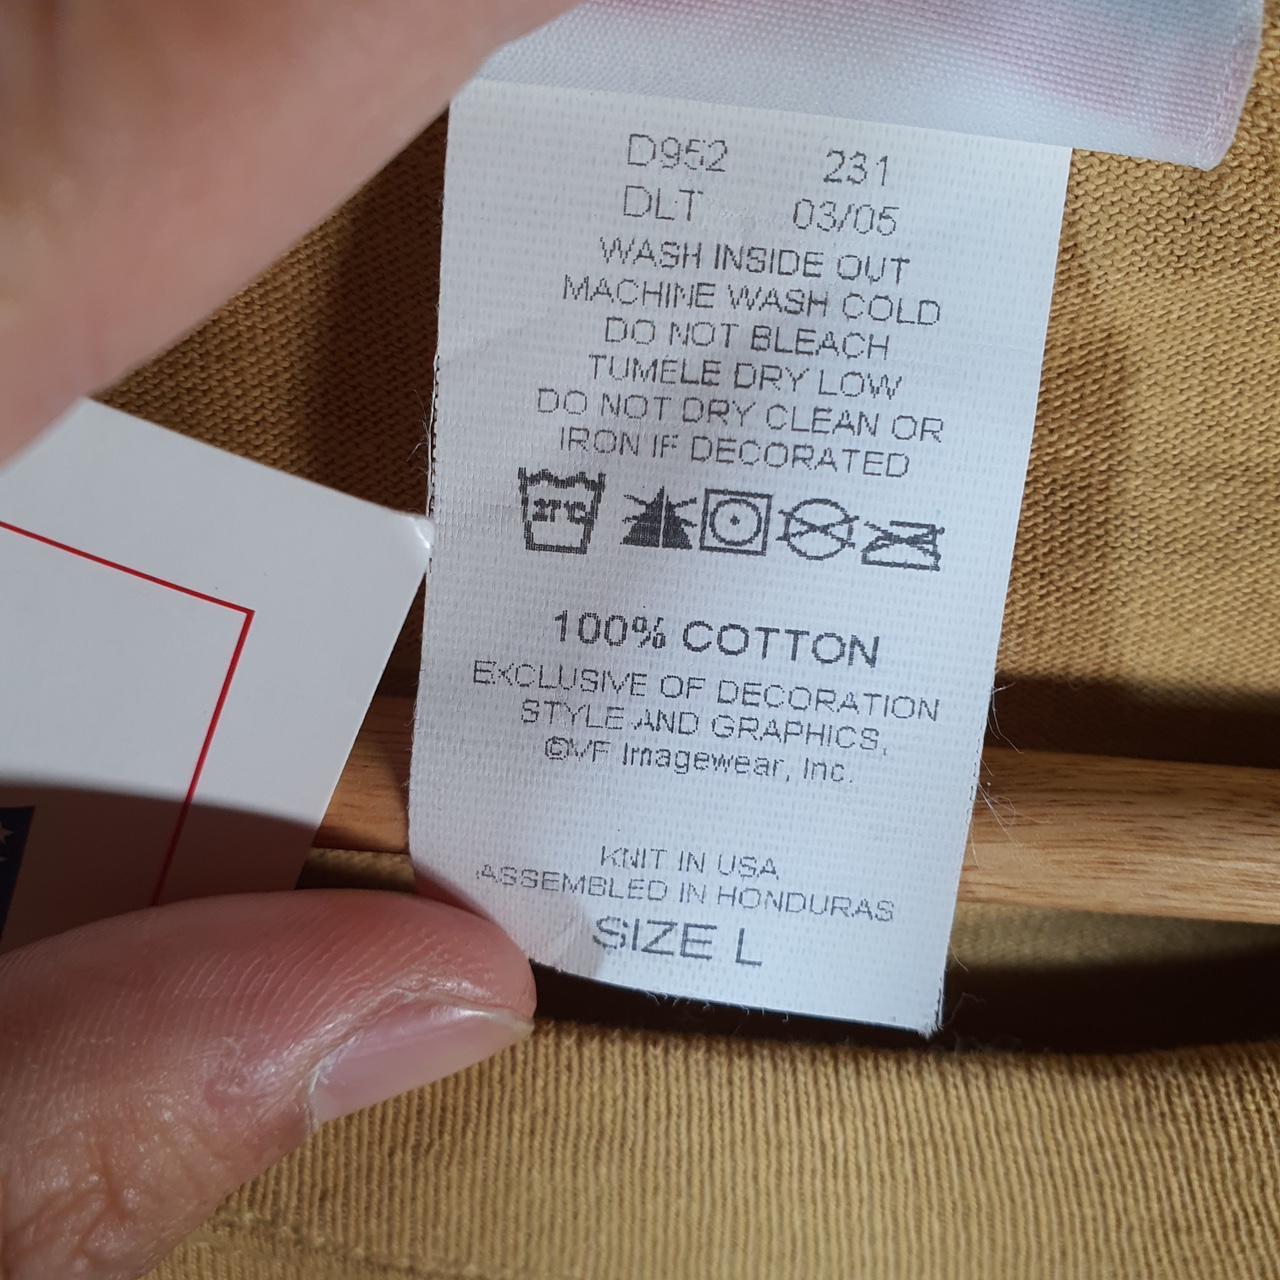 D952 231
DLT 03/05
WASH INSIDE OUT
MACHINE WASH COLD
DO NOT BLEACH
TUMELE DRY LOW
DO NOT DRY CLEAN OR
IRON IF DECORATED
27°C
100% COTTON
EXCLUSIVE OF DECORATION
STYLE AND GRAPHICS.
©VF Imagewear, Inc.
KNIT IN USA
ASSEMBLED IN HONDURAS
SIZE L